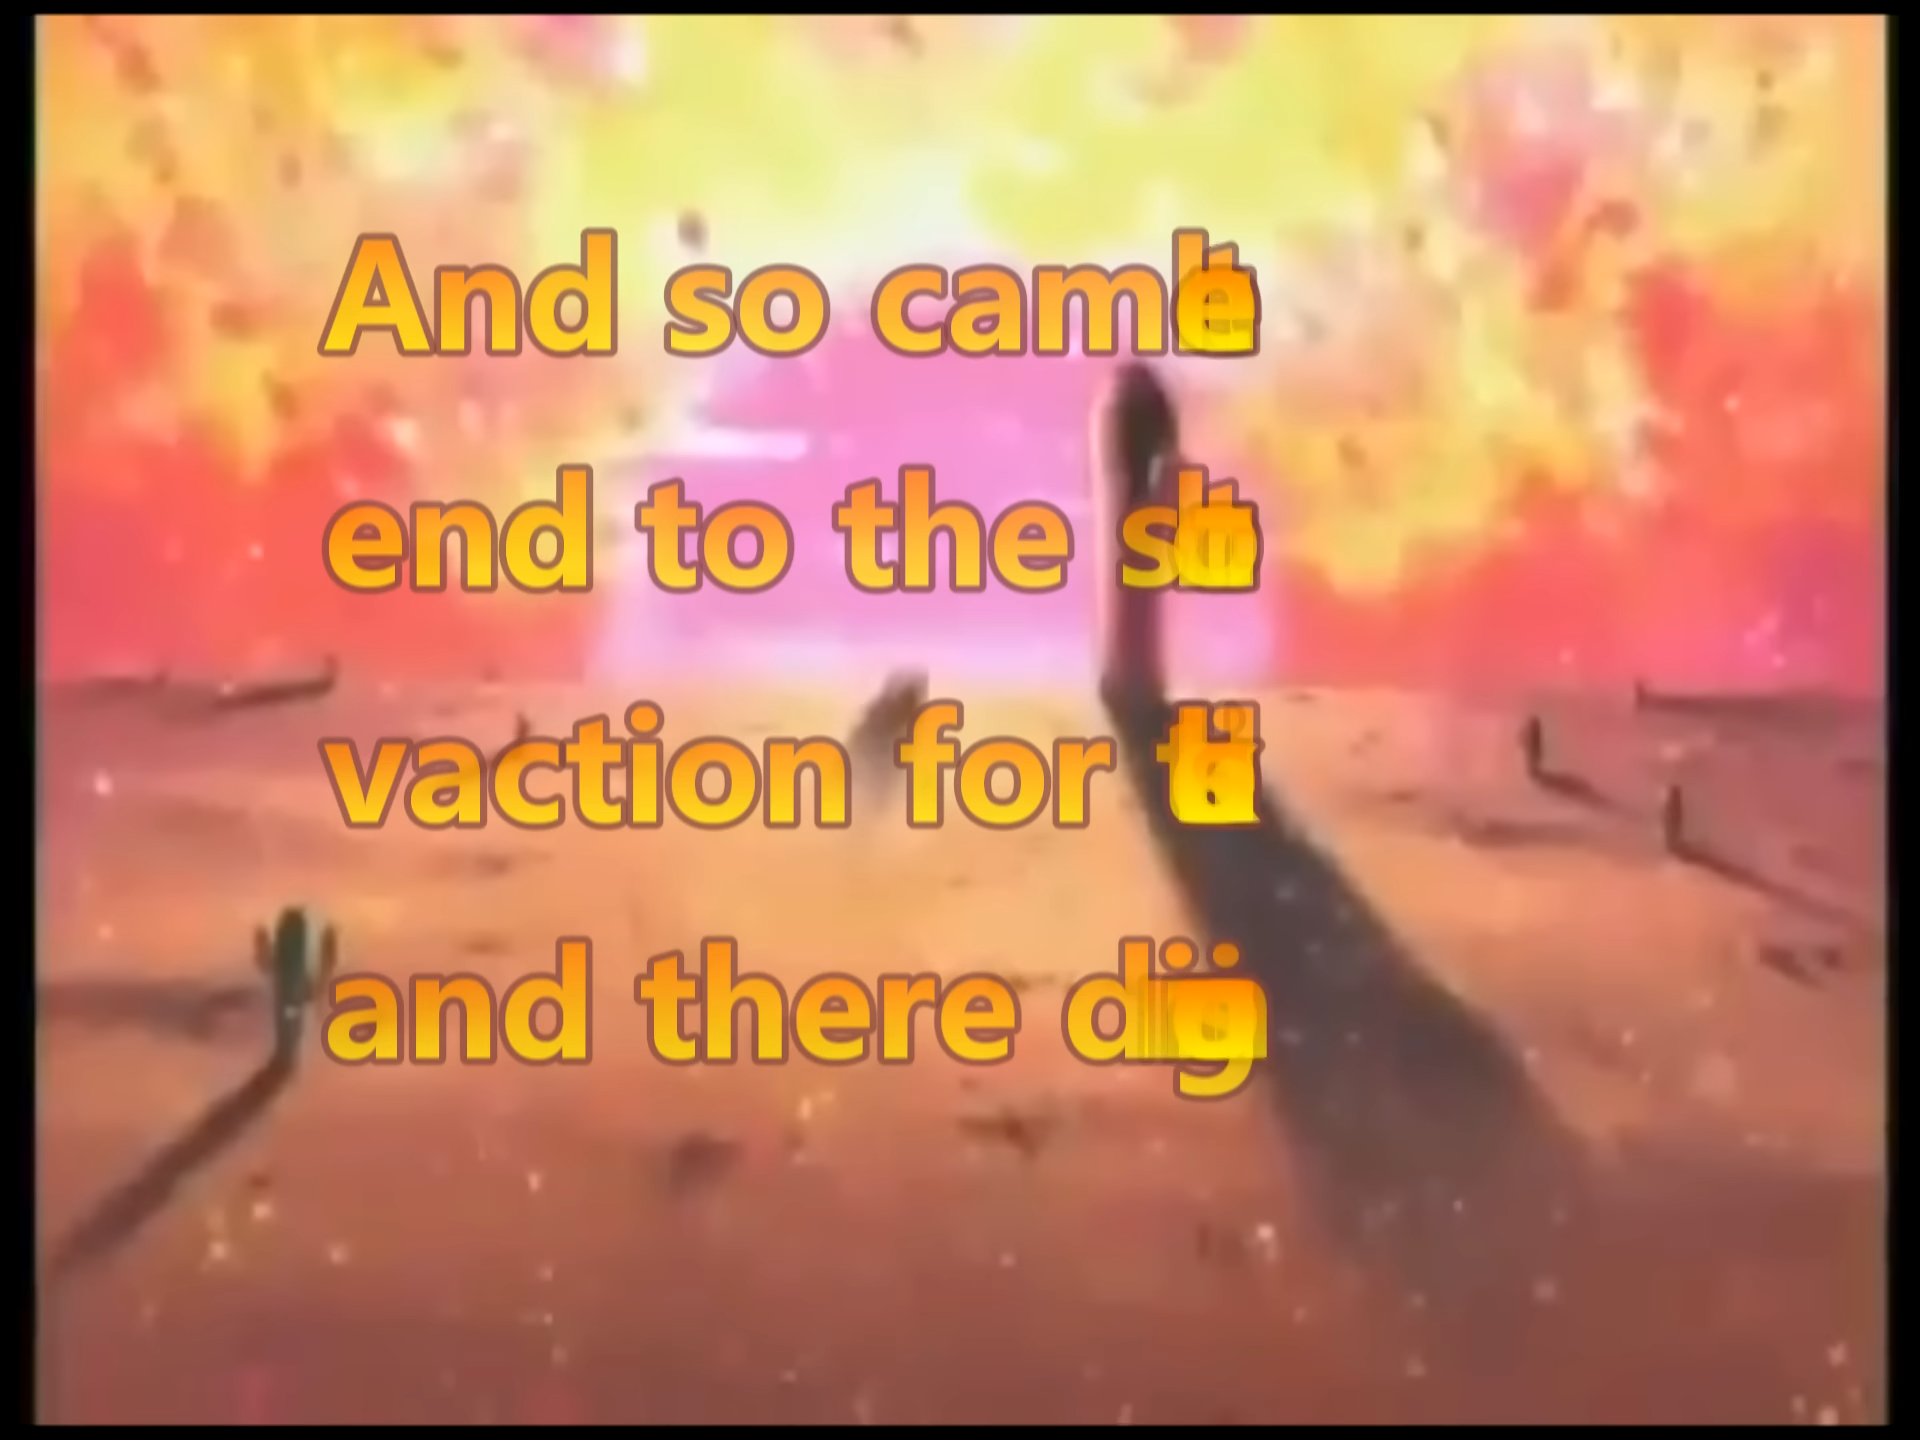 And so came
end to the
vaction for
and there